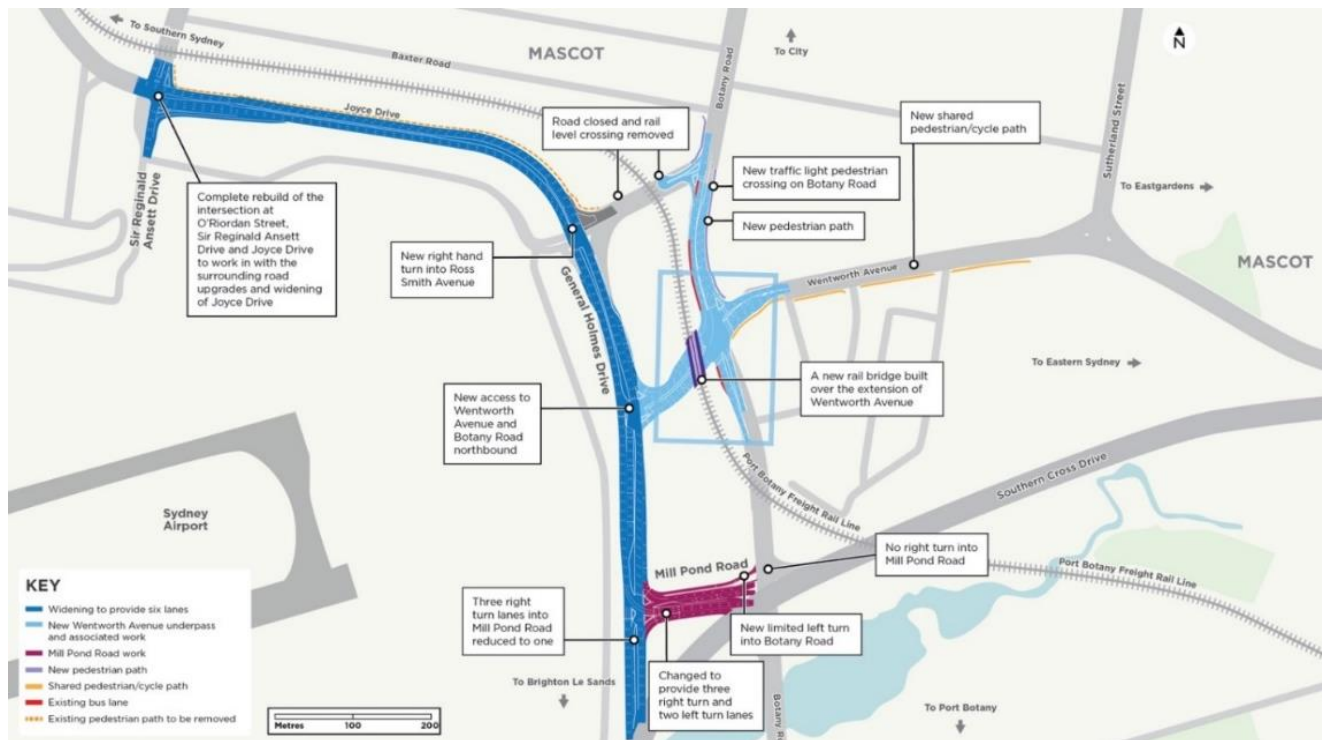 To Southern Sydney
MASCOT
Baxter Road
Botany Road
To City
N
Sutherland Street
Joyce Drive
Road closed and rail
level crossing removed
New shared
pedestrian/cycle path
New traffic light pedestrian
crossing on Botany Road
To Eastgardens
Sir Reginald
Ansett Drive
Complete rebuild of the
intersection at
O'Riordan Street,
Sir Reginald Ansett
Drive and Joyce Drive
to work in with the
surrounding road
upgrades and widening
of Joyce Drive
New pedestrian path
New right hand
turn into Ross
Smith Avenue
General Holmes Drive
Wentworth Avenue
MASCOT
To Eastern Sydney
A new rail bridge built
over the extension of
Wentworth Avenue
New access to
Wentworth
Avenue and
Botany Road
northbound
Port Botany Freight Rail Line
Southern Cross Drive
Sydney
Airport
Mill Pond Road
No right turn into
Mill Pond Road
Port Botany Freight Rail Line
Three right
turn lanes into
Mill Pond Road
reduced to one
New limited left turn
into Botany Road
Changed to
provide three
right turn and
two left turn lanes
To Brighton Le Sands
To Port Botany
KEY
Widening to provide six lanes
New Wentworth Avenue underpass
and associated work
Mill Pond Road work
New pedestrian path
Shared pedestrian/cycle path
Existing bus lane
Existing pedestrian path to be removed
Metres 100 200
Botany